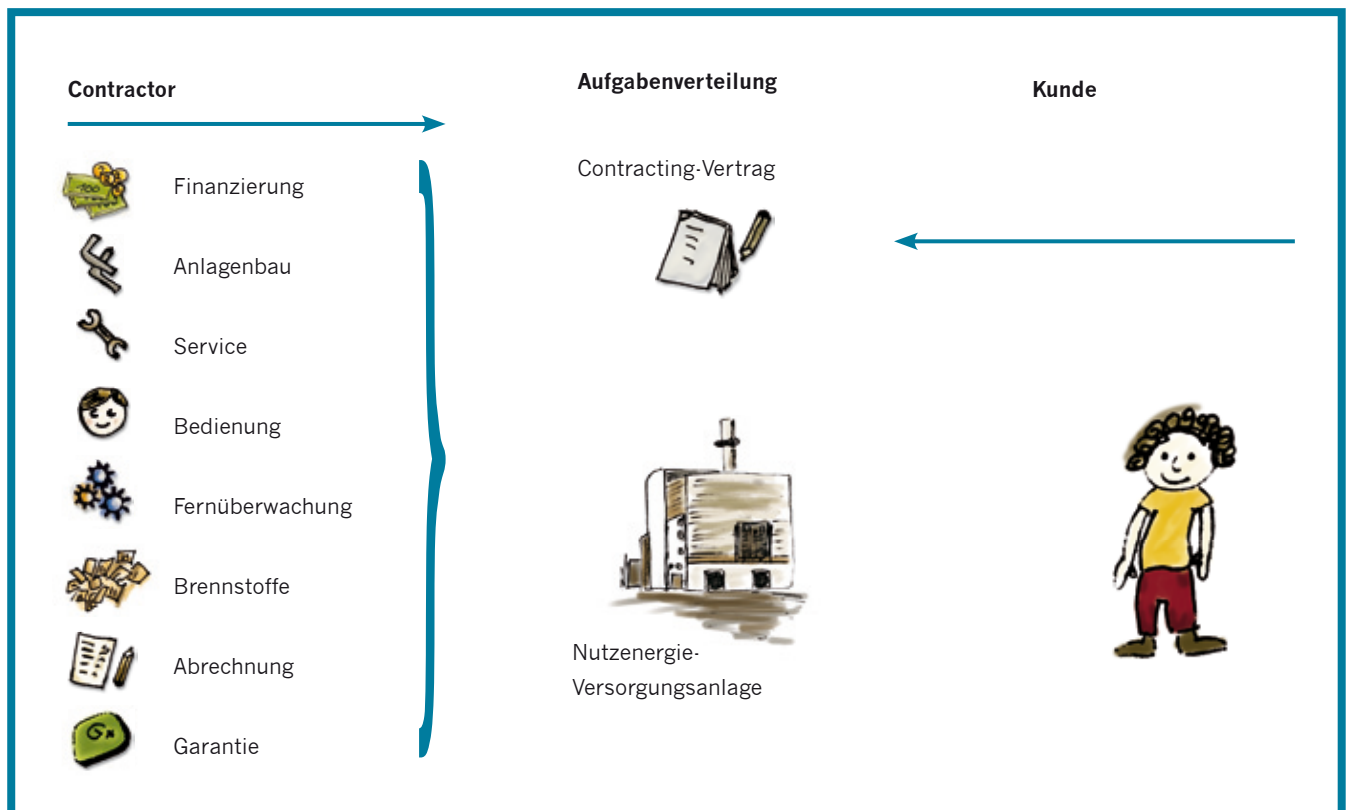 Contractor
Finanzierung
Anlagenbau
Service
Bedienung
Fernüberwachung
Brennstoffe
Abrechnung
Garantie
Aufgabenverteilung
Contracting-Vertrag
Nutzenergie-
Versorgungsanlage
Kunde